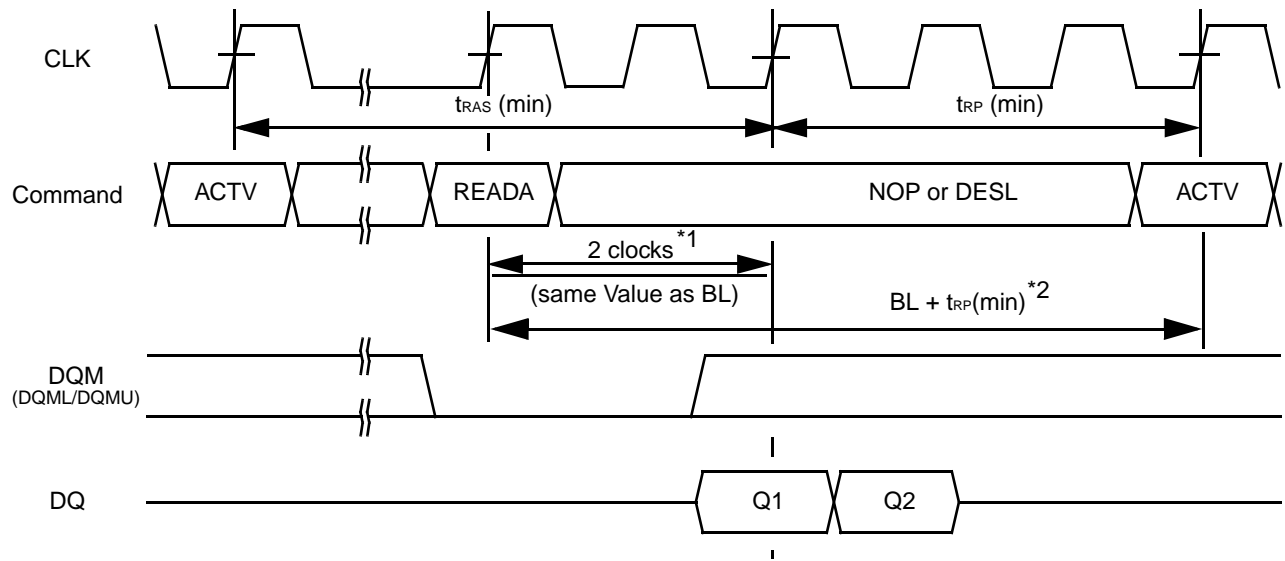 CLK
tRAS (min)
tRP (min)
Command
ACTV
READA
NOP or DESL
ACTV
2 clocks*1
(same Value as BL)
BL + tRP(min)*2
DQM
(DQML/DQMU)
DQ
Q1
Q2